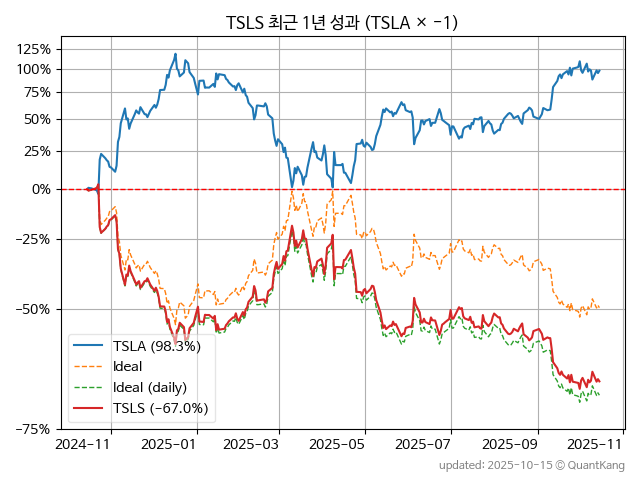 TSLS 최근 1년 성과 (TSLA × −1)
125%
100%
75%
50%
25%
0%
−25%
−50%
−75%
TSLA (98.3%)
Ideal
Ideal (daily)
TSLS (−67.0%)
2024−11
2025−01
2025−03
2025−05
2025−07
2025−09
2025−11
updated: 2025-10-15 © QuantKang